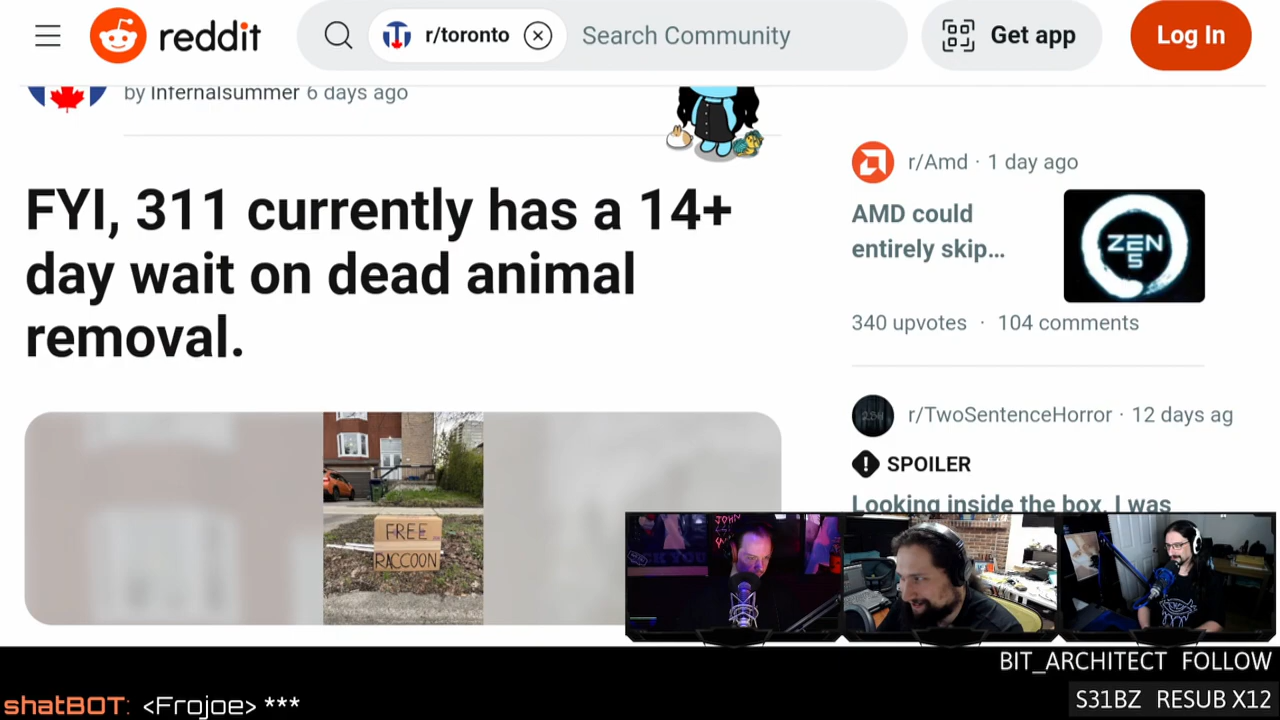 reddit
r/toronto
Search Community
Get app
Log In
by Infernalsummer 6 days ago
FYI, 311 currently has a 14+
day wait on dead animal
removal.
FREE
RACCOON
r/Amd · 1 day ago
AMD could
entirely skip...
ZEN
5
340 upvotes · 104 comments
r/TwoSentenceHorror · 12 days ag
SPOILER
Looking inside the box, I was
JOHN
BIT_ARCHITECT FOLLOW
S31BZ RESUB X12
shatBOT: <Frojoe> ***